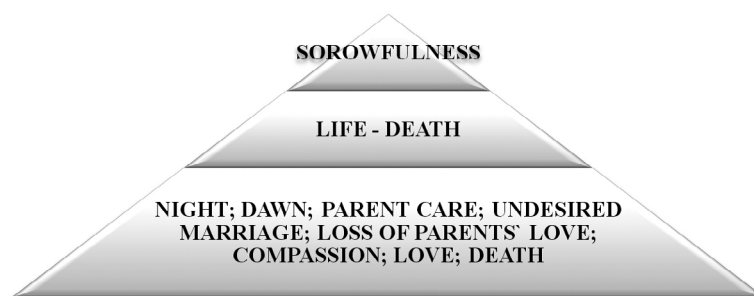 SOROWFULNESS
LIFE - DEATH
NIGHT; DAWN; PARENT CARE; UNDESIRED
MARRIAGE; LOSS OF PARENTS` LOVE;
COMPASSION; LOVE; DEATH